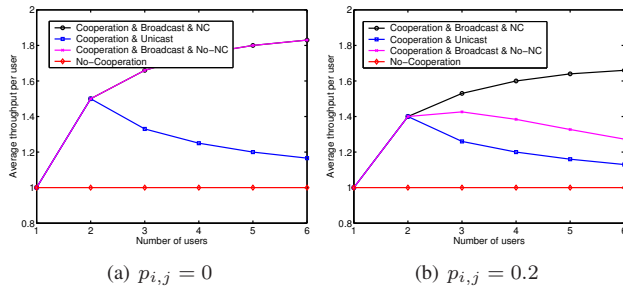 2
1.8
1.6
1.4
1.2
1
0.8
1 2 3 4 5 6
Average throughput per user
Number of users
Cooperation & Broadcast & NC
Cooperation & Unicast
Cooperation & Broadcast & No−NC
No−Cooperation
(a) p_{i,j} = 0
2
1.8
1.6
1.4
1.2
1
0.8
1 2 3 4 5 6
Average throughput per user
Number of users
Cooperation & Broadcast & NC
Cooperation & Unicast
Cooperation & Broadcast & No−NC
No−Cooperation
(b) p_{i,j} = 0.2